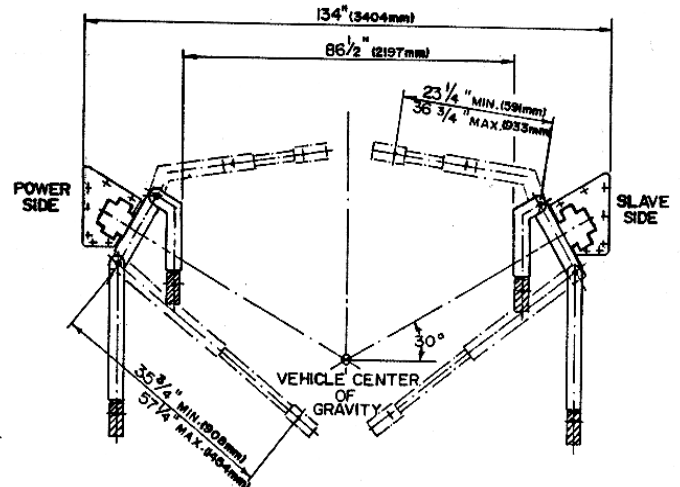 134" (3404mm)
86 1/2" (2197mm)
23 1/4" MIN.(591mm)
36 3/4" MAX.(933mm
POWER
SIDE
SLAVE
SIDE
30°
VEHICLE CENTER
OF
GRAVITY
35 3/4" MIN.(908mm)
57 1/4" MAX.(1454mm)